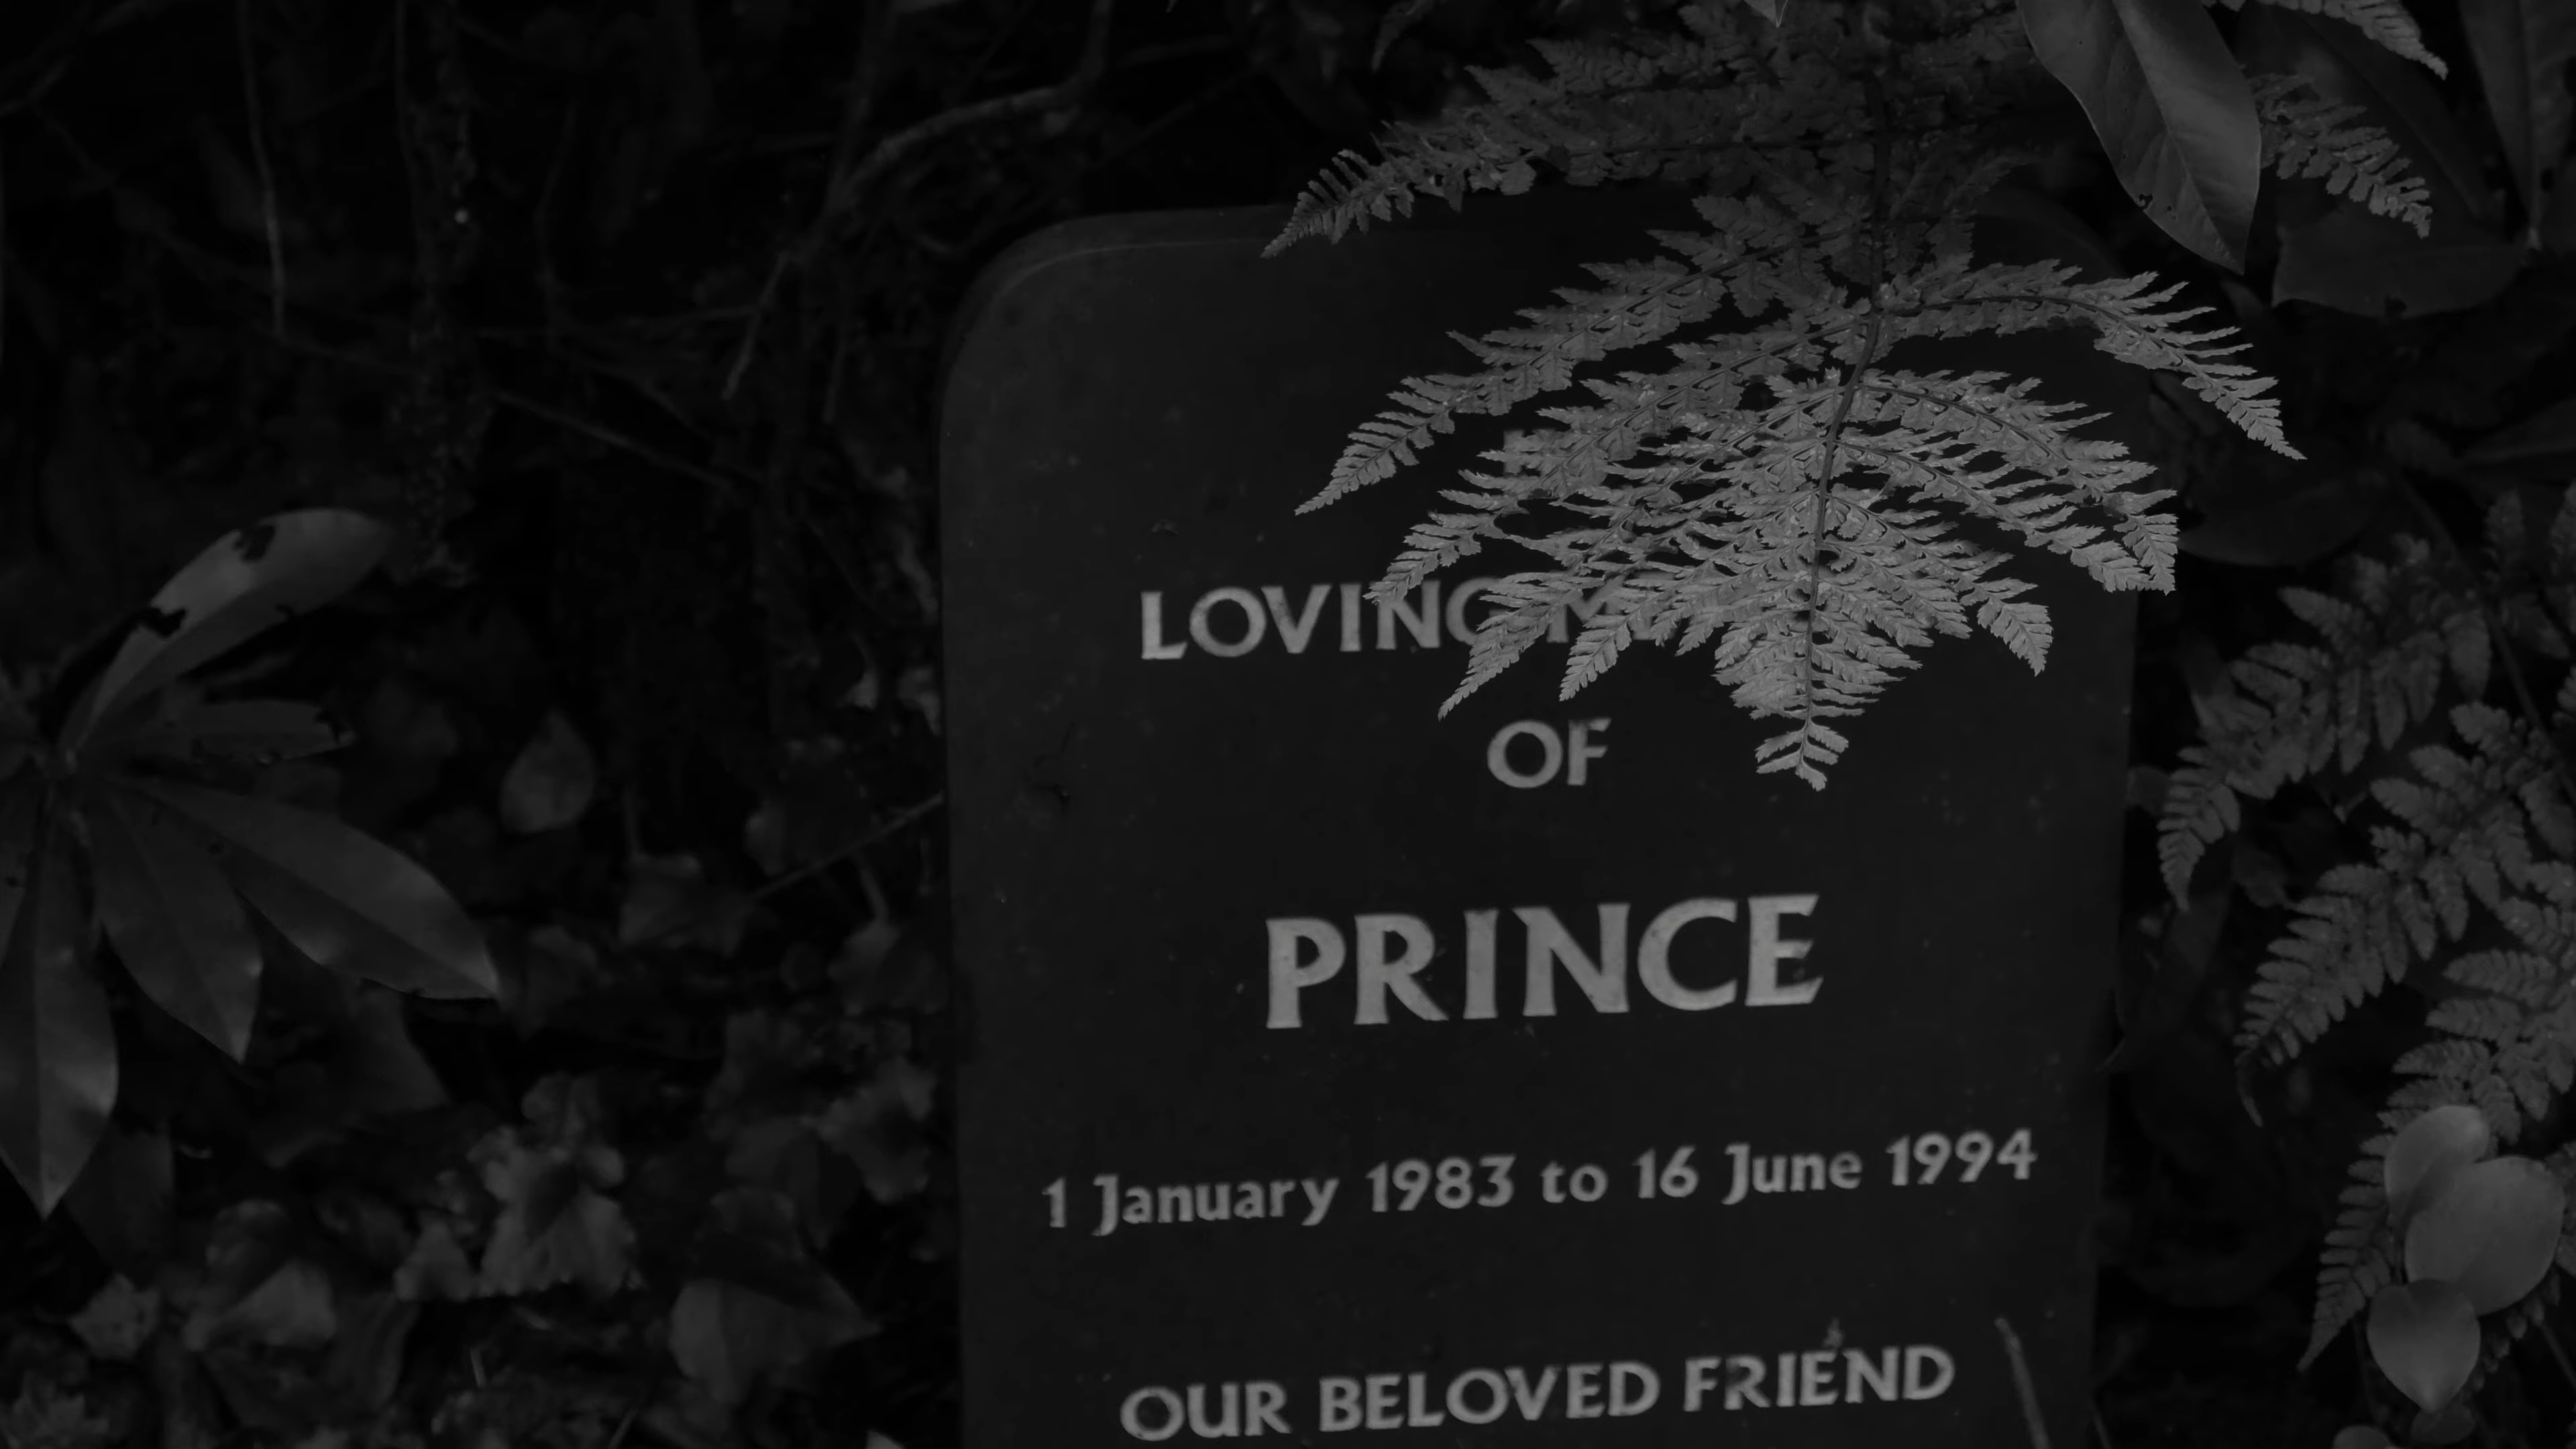 LOVING
OF
PRINCE
1 January 1983 to 16 June 1994
OUR BELOVED FRIEND